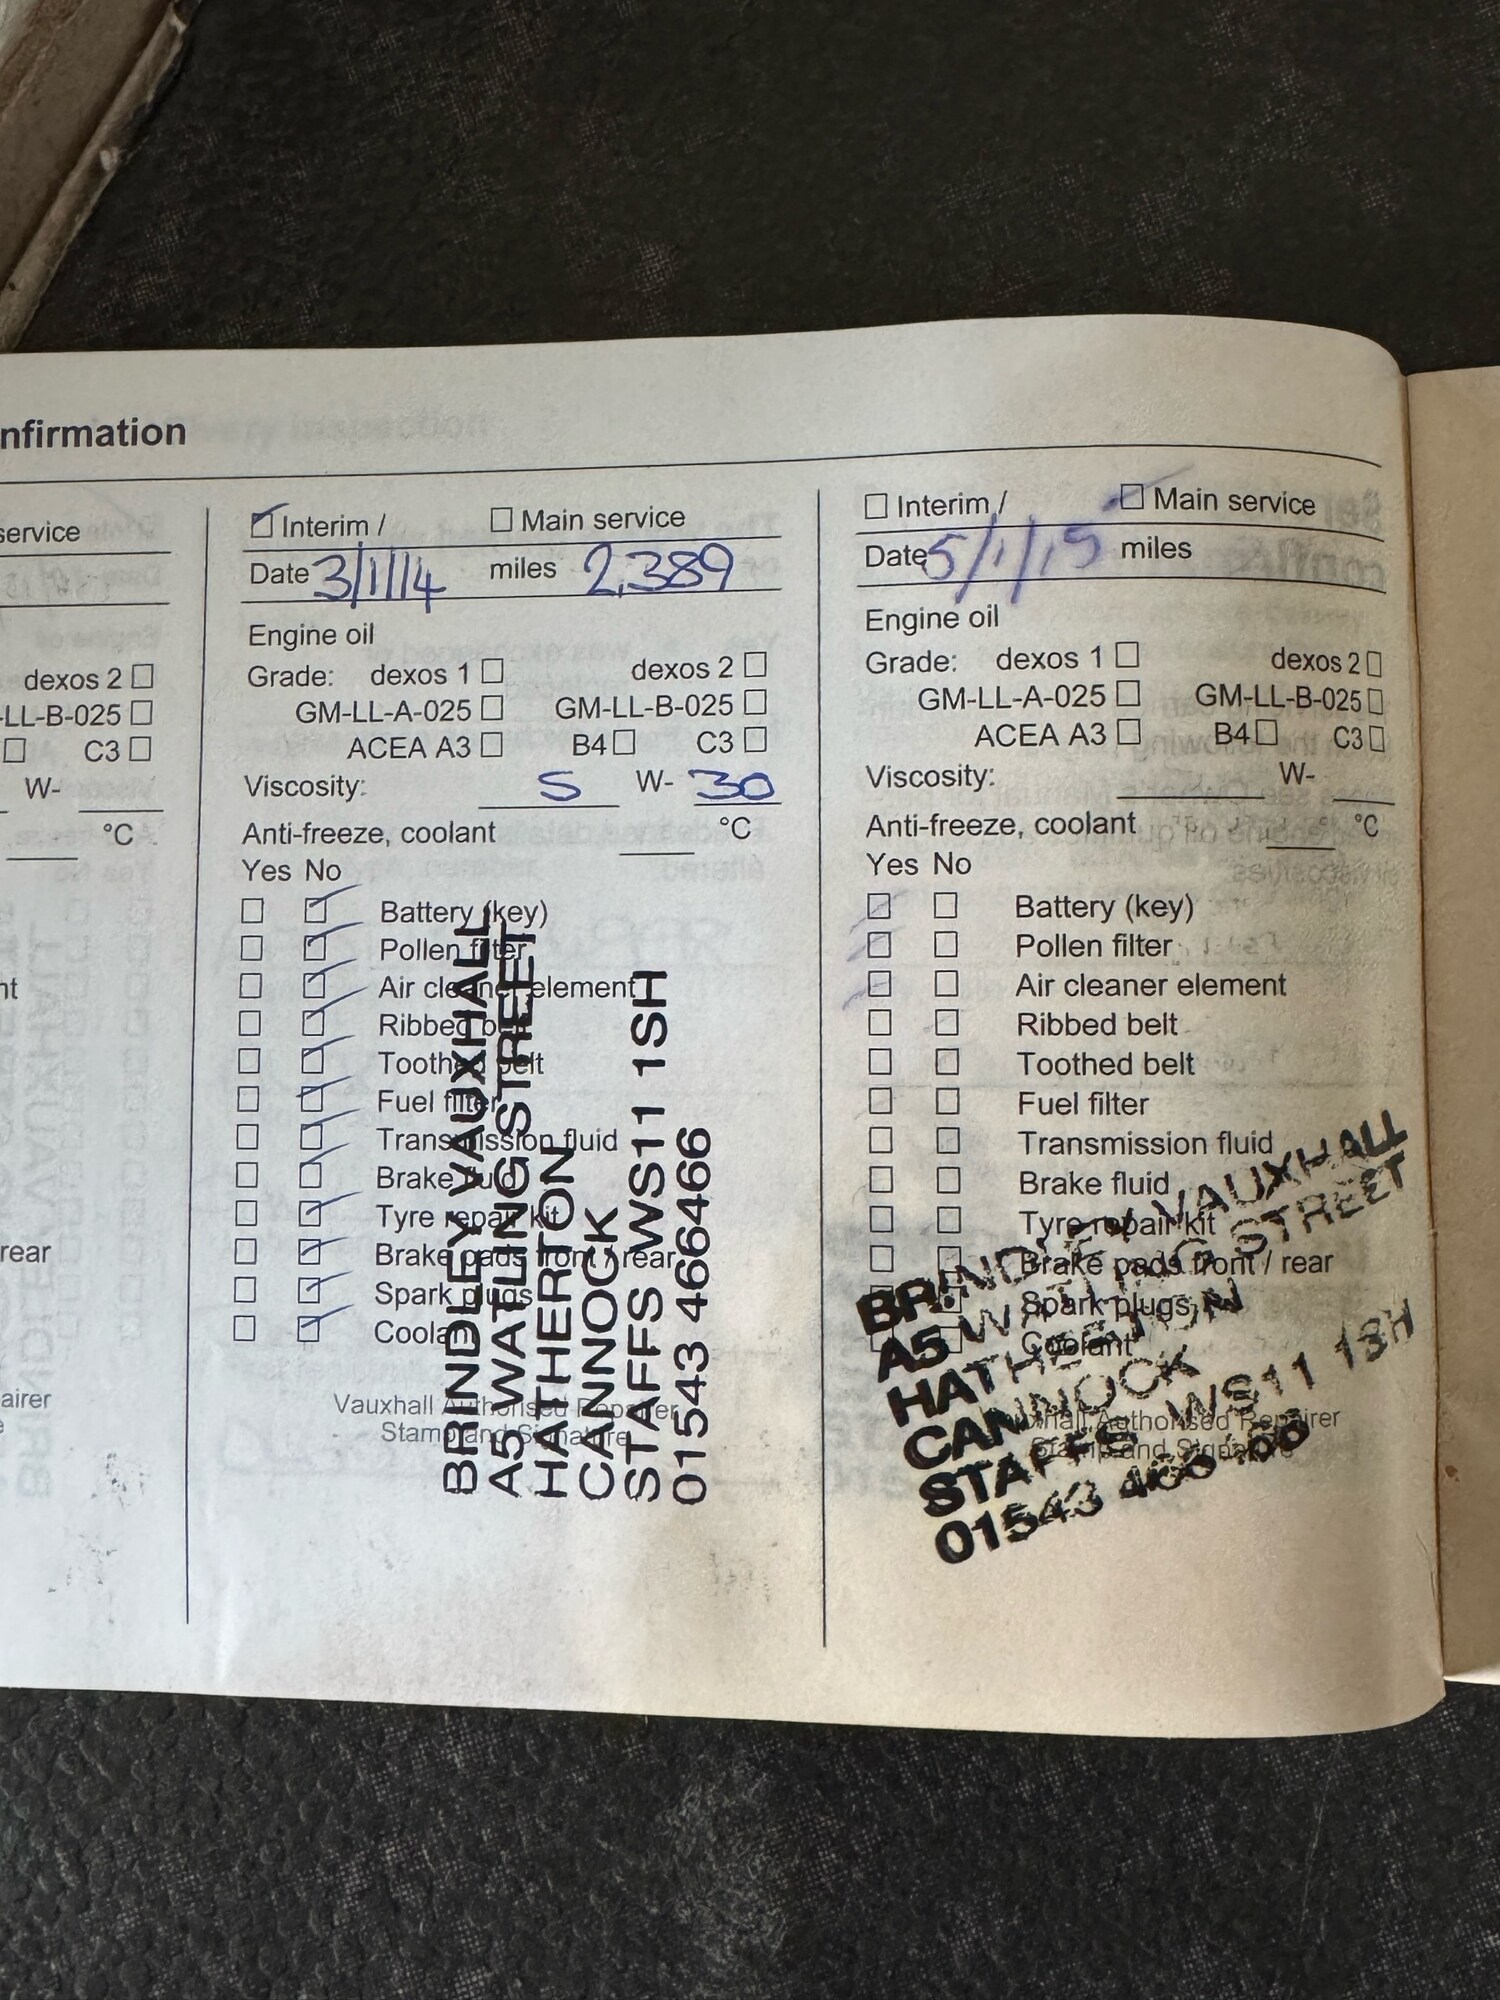 nfirmation
service
dexos 2
-LL-B-025
C3
W-
°C
nt
rear
airer
e
Interim / Main service
Date 3/1/14 miles 2,389
Engine oil
Grade: dexos 1 dexos 2
GM-LL-A-025 GM-LL-B-025
ACEA A3 B4 C3
Viscosity: 5 W- 30
Anti-freeze, coolant °C
Yes No
Battery (key)
Pollen filter
Air cleaner element
Ribbed belt
Toothed belt
Fuel filter
Transmission fluid
Brake fluid
Tyre repair kit
Brake pads front / rear
Spark plugs
Coolant
Vauxhall Authorised Repairer
Stamp and Signature
BRINDLEY VAUXHALL
A5 WATLING STREET
HATHERTON
CANNOCK
STAFFS WS11 1SH
01543 466466
Interim / Main service
Date 5/1/15 miles
Engine oil
Grade: dexos 1 dexos 2
GM-LL-A-025 GM-LL-B-025
ACEA A3 B4 C3
Viscosity: W-
Anti-freeze, coolant °C
Yes No
Battery (key)
Pollen filter
Air cleaner element
Ribbed belt
Toothed belt
Fuel filter
Transmission fluid
Brake fluid
Tyre repair kit
Brake pads front / rear
Spark plugs
Coolant
Vauxhall Authorised Repairer
Stamp and Signature
BRINDLEY VAUXHALL
A5 WATLING STREET
HATHERTON
CANNOCK
STAFFS WS11 1SH
01543 466466